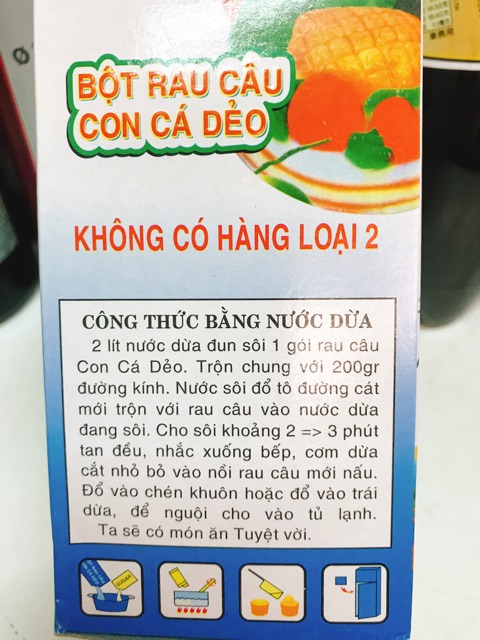 BỘT RAU CÂU
CON CÁ DẺO
KHÔNG CÓ HÀNG LOẠI 2
CÔNG THỨC BẰNG NƯỚC DỪA
2 lít nước dừa đun sôi 1 gói rau câu
Con Cá Dẻo. Trộn chung với 200gr
đường kính. Nước sôi đổ tô đường cát
mới trộn với rau câu vào nước dừa
đang sôi. Cho sôi khoảng 2 => 3 phút
tan đều, nhắc xuống bếp, cơm dừa
cắt nhỏ bỏ vào nồi rau câu mới nấu.
Đổ vào chén khuôn hoặc đổ vào trái
dừa, để nguội cho vào tủ lạnh.
Ta sẽ có món ăn Tuyệt vời.
SUGAR